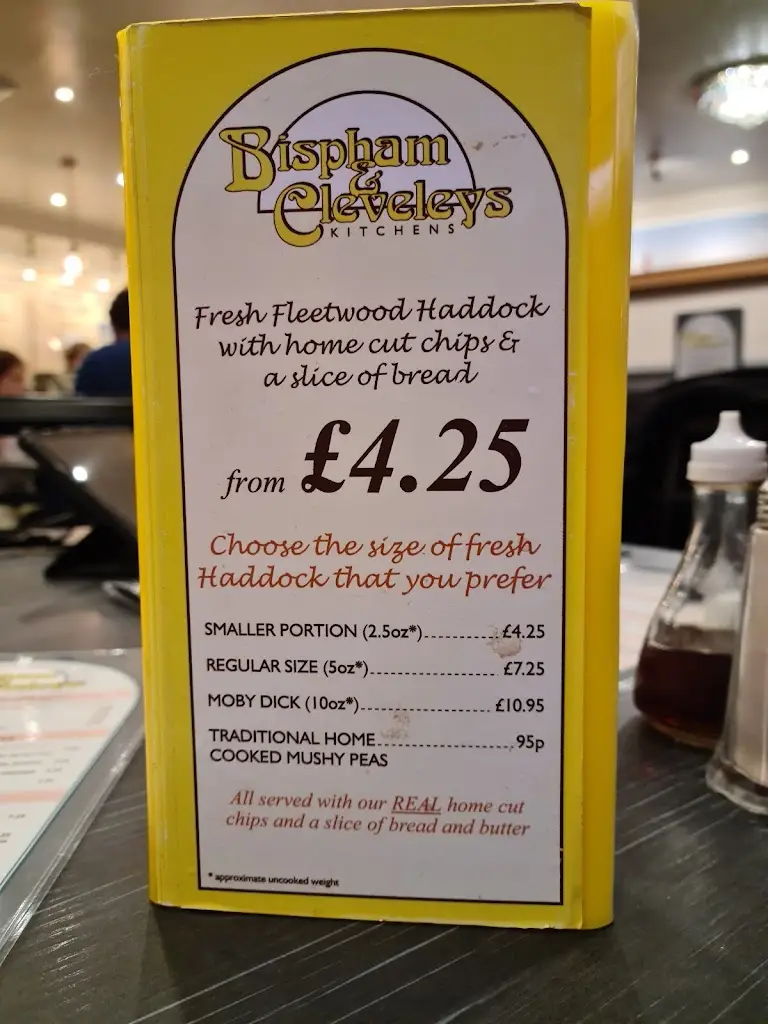 Bispham
&
Cleveleys
KITCHENS
Fresh Fleetwood Haddock
with home cut chips &
a slice of bread
from £4.25
Choose the size of fresh
Haddock that you prefer
SMALLER PORTION (2.5oz*)........................£4.25
REGULAR SIZE (5oz*)........................£7.25
MOBY DICK (10oz*)........................£10.95
TRADITIONAL HOME........................95p
COOKED MUSHY PEAS
All served with our REAL home cut
chips and a slice of bread and butter
* approximate uncooked weight